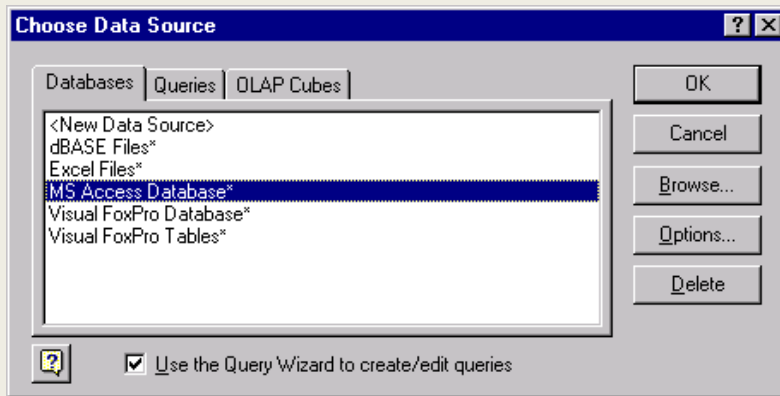 Choose Data Source
Databases Queries OLAP Cubes
<New Data Source>
dBASE Files*
Excel Files*
MS Access Database*
Visual FoxPro Database*
Visual FoxPro Tables*
OK
Cancel
Browse...
Options...
Delete
Use the Query Wizard to create/edit queries